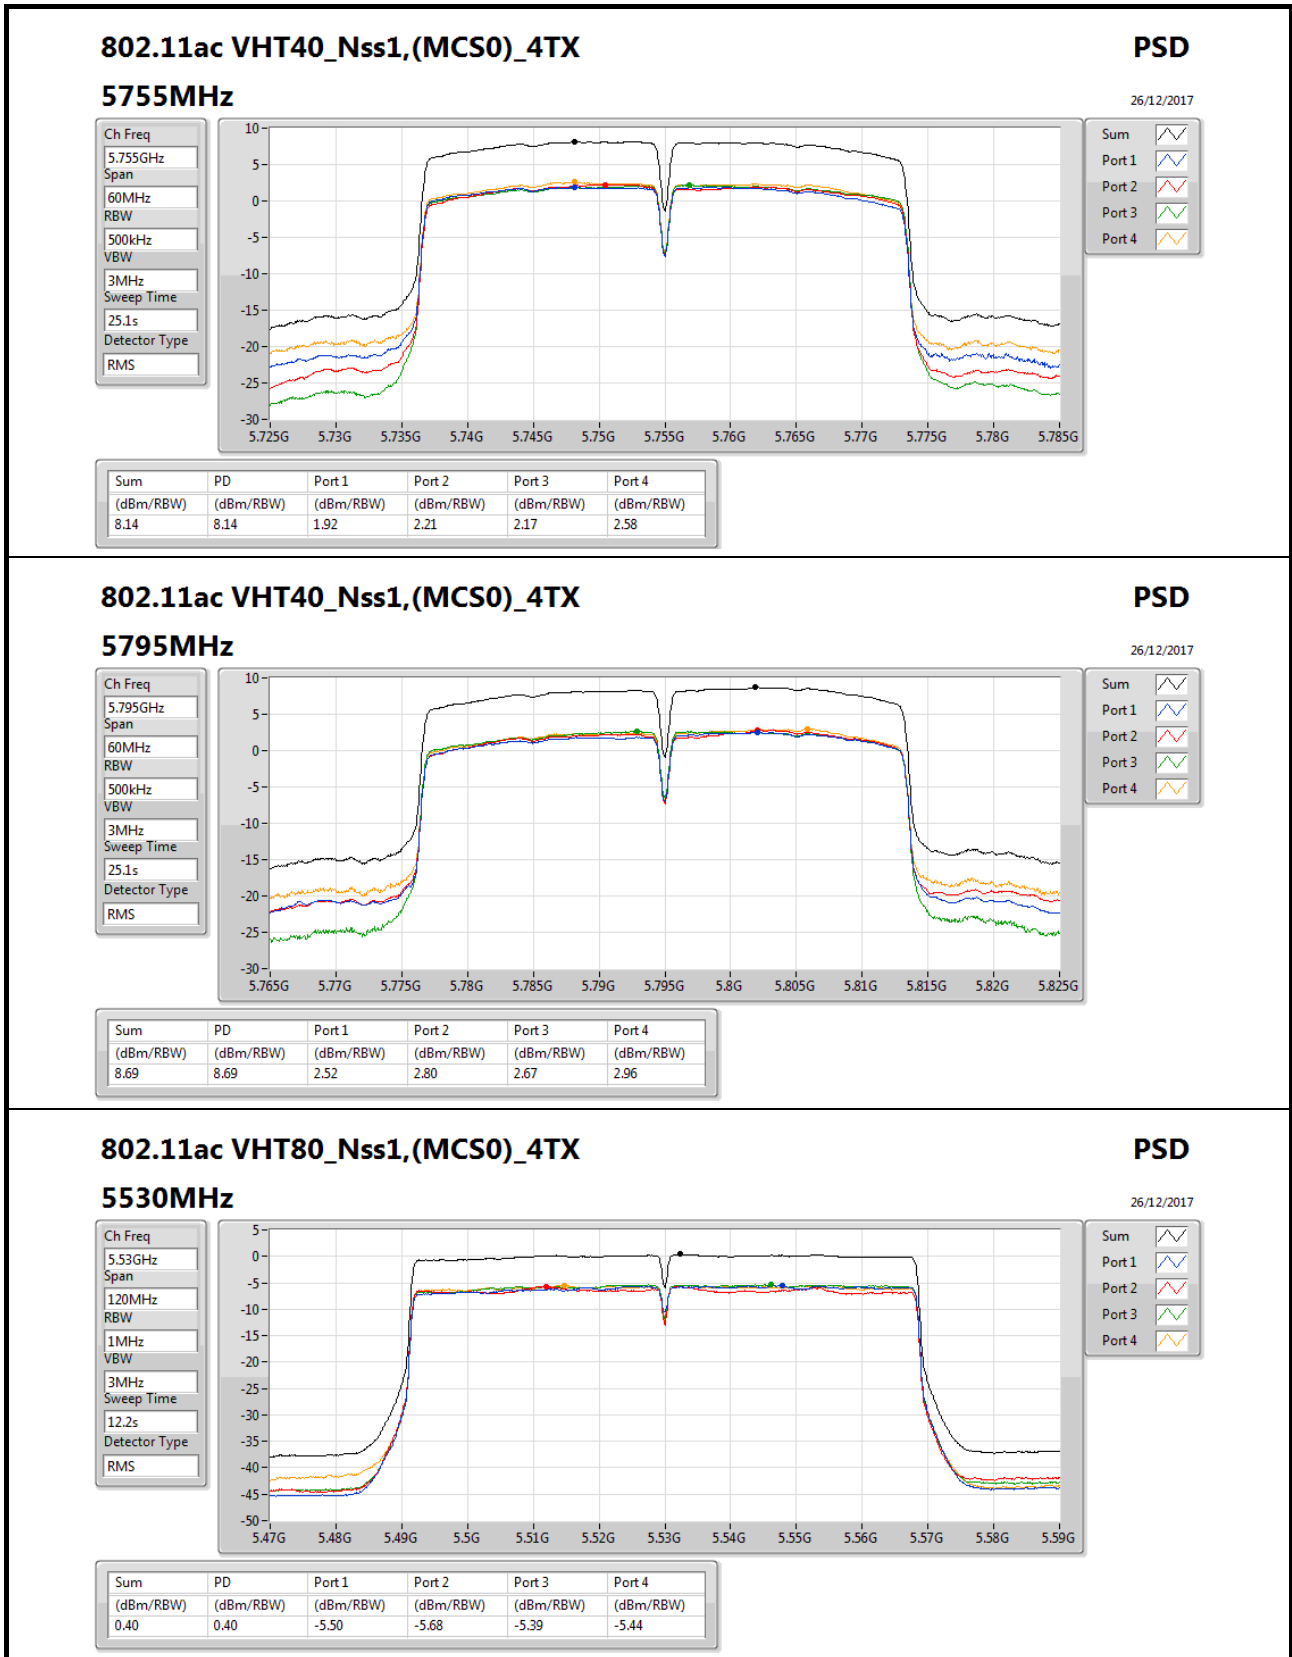 802.11ac VHT40_Nss1,(MCS0)_4TX PSD
5755MHz 26/12/2017
Ch Freq
5.755GHz
Span
60MHz
RBW
500kHz
VBW
3MHz
Sweep Time
25.1s
Detector Type
RMS
10
5
0
-5
-10
-15
-20
-25
-30
5.725G 5.73G 5.735G 5.74G 5.745G 5.75G 5.755G 5.76G 5.765G 5.77G 5.775G 5.78G 5.785G
Sum
Port 1
Port 2
Port 3
Port 4
Sum PD Port 1 Port 2 Port 3 Port 4
(dBm/RBW) (dBm/RBW) (dBm/RBW) (dBm/RBW) (dBm/RBW) (dBm/RBW)
8.14 8.14 1.92 2.21 2.17 2.58
802.11ac VHT40_Nss1,(MCS0)_4TX PSD
5795MHz 26/12/2017
Ch Freq
5.795GHz
Span
60MHz
RBW
500kHz
VBW
3MHz
Sweep Time
25.1s
Detector Type
RMS
10
5
0
-5
-10
-15
-20
-25
-30
5.765G 5.77G 5.775G 5.78G 5.785G 5.79G 5.795G 5.8G 5.805G 5.81G 5.815G 5.82G 5.825G
Sum
Port 1
Port 2
Port 3
Port 4
Sum PD Port 1 Port 2 Port 3 Port 4
(dBm/RBW) (dBm/RBW) (dBm/RBW) (dBm/RBW) (dBm/RBW) (dBm/RBW)
8.69 8.69 2.52 2.80 2.67 2.96
802.11ac VHT80_Nss1,(MCS0)_4TX PSD
5530MHz 26/12/2017
Ch Freq
5.53GHz
Span
120MHz
RBW
1MHz
VBW
3MHz
Sweep Time
12.2s
Detector Type
RMS
5
0
-5
-10
-15
-20
-25
-30
-35
-40
-45
-50
5.47G 5.48G 5.49G 5.5G 5.51G 5.52G 5.53G 5.54G 5.55G 5.56G 5.57G 5.58G 5.59G
Sum
Port 1
Port 2
Port 3
Port 4
Sum PD Port 1 Port 2 Port 3 Port 4
(dBm/RBW) (dBm/RBW) (dBm/RBW) (dBm/RBW) (dBm/RBW) (dBm/RBW)
0.40 0.40 -5.50 -5.68 -5.39 -5.44